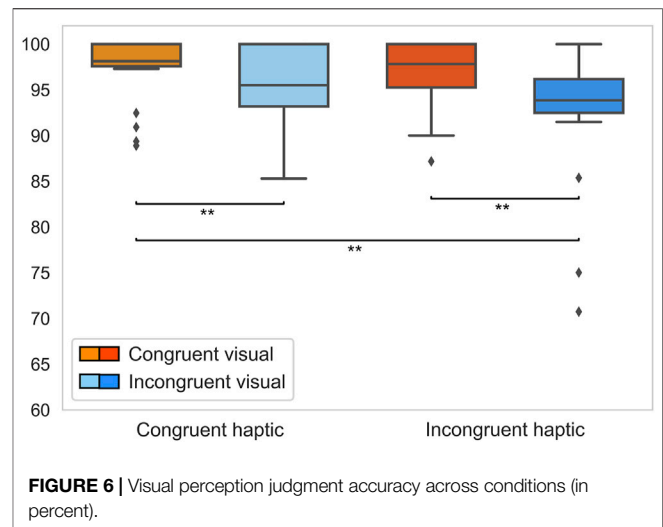 100
95
90
85
**
**
80
**
75
70
65
60
Congruent visual
Incongruent visual
Congruent haptic
Incongruent haptic
FIGURE 6 | Visual perception judgment accuracy across conditions (in
percent).